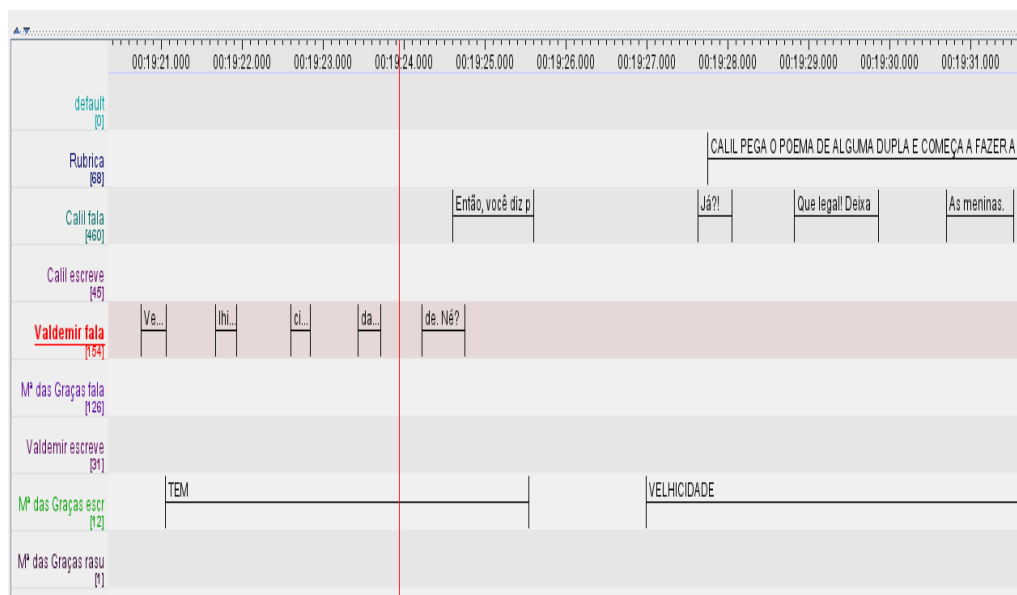 00:19:21.000 00:19:22.000 00:19:23.000 00:19:24.000 00:19:25.000 00:19:26.000 00:19:27.000 00:19:28.000 00:19:29.000 00:19:30.000 00:19:31.000
default
[0]
Rubrica
[68]
CALIL PEGA O POEMA DE ALGUMA DUPLA E COMEÇA A FAZER A
Calil fala
[460]
Então, você diz p Já?! Que legal! Deixa As meninas.
Calil escreve
[45]
Valdemir fala
[154]
Ve... lhi... ci... da... de. Né?
Mª das Graças fala
[126]
Valdemir escreve
[31]
Mª das Graças escr
[12]
TEM VELHICIDADE
Mª das Graças rasu
[1]